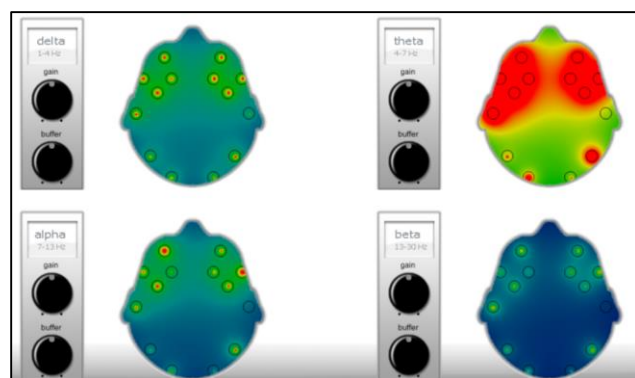 delta
1-4 Hz
gain
buffer
theta
4-7 Hz
gain
buffer
alpha
7-13 Hz
gain
buffer
beta
13-30 Hz
gain
buffer